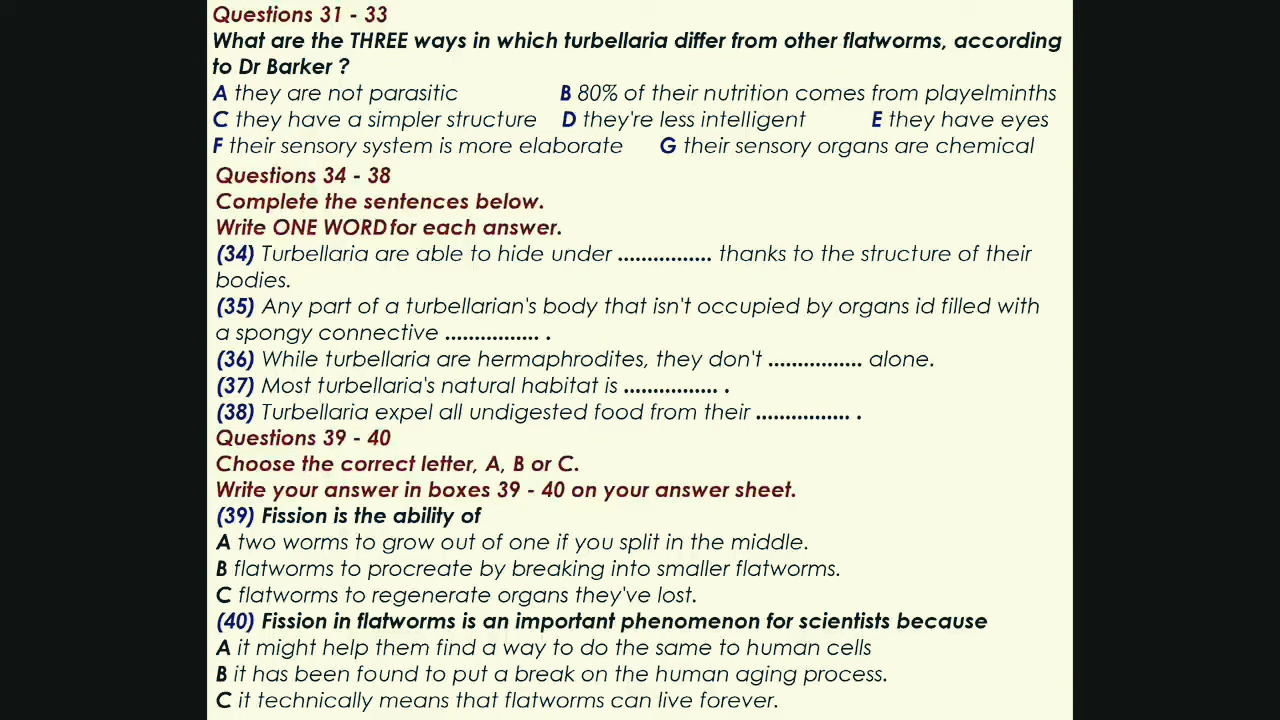 Questions 31 - 33
What are the THREE ways in which turbellaria differ from other flatworms, according
to Dr Barker ?
A they are not parasitic B 80% of their nutrition comes from playelminths
C they have a simpler structure D they're less intelligent E they have eyes
F their sensory system is more elaborate G their sensory organs are chemical
Questions 34 - 38
Complete the sentences below.
Write ONE WORD for each answer.
(34) Turbellaria are able to hide under ................ thanks to the structure of their
bodies.
(35) Any part of a turbellarian's body that isn't occupied by organs id filled with
a spongy connective ................ .
(36) While turbellaria are hermaphrodites, they don't ................ alone.
(37) Most turbellaria's natural habitat is ................ .
(38) Turbellaria expel all undigested food from their ................ .
Questions 39 - 40
Choose the correct letter, A, B or C.
Write your answer in boxes 39 - 40 on your answer sheet.
(39) Fission is the ability of
A two worms to grow out of one if you split in the middle.
B flatworms to procreate by breaking into smaller flatworms.
C flatworms to regenerate organs they've lost.
(40) Fission in flatworms is an important phenomenon for scientists because
A it might help them find a way to do the same to human cells
B it has been found to put a break on the human aging process.
C it technically means that flatworms can live forever.